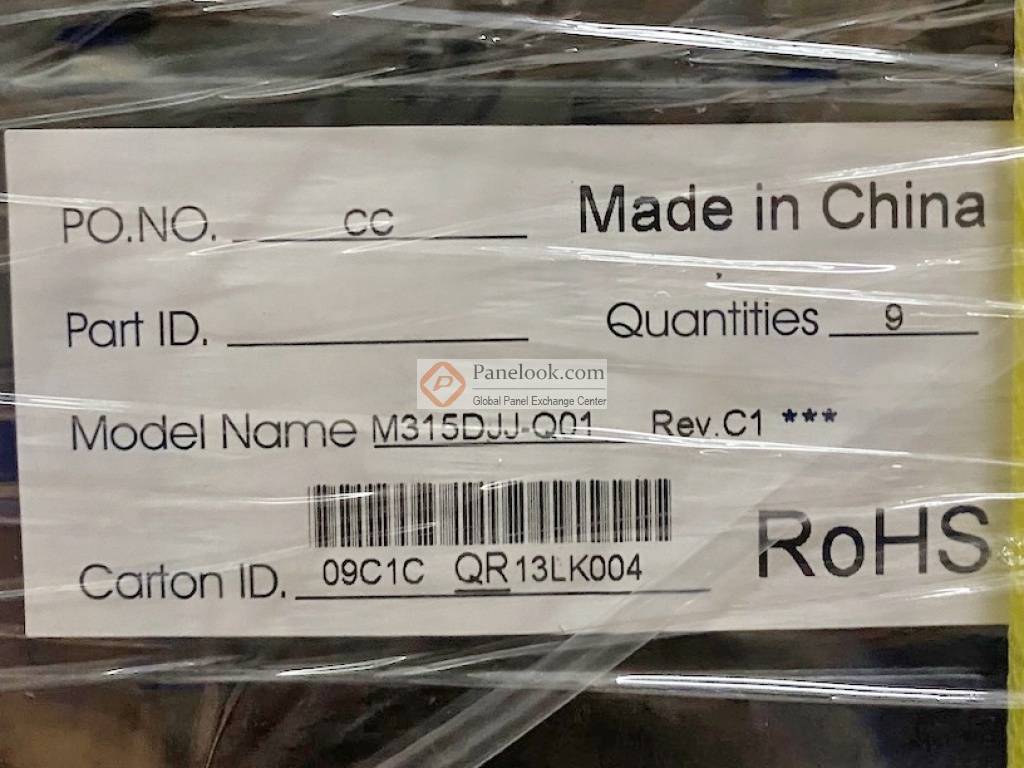 PO.NO. CC Made in China
Part ID. Quantities 9
Panelook.com
Global Panel Exchange Center
Model Name M315DJJ-Q01 Rev.C1 ***
Carton ID. 09C1C QR13LK004
RoHS